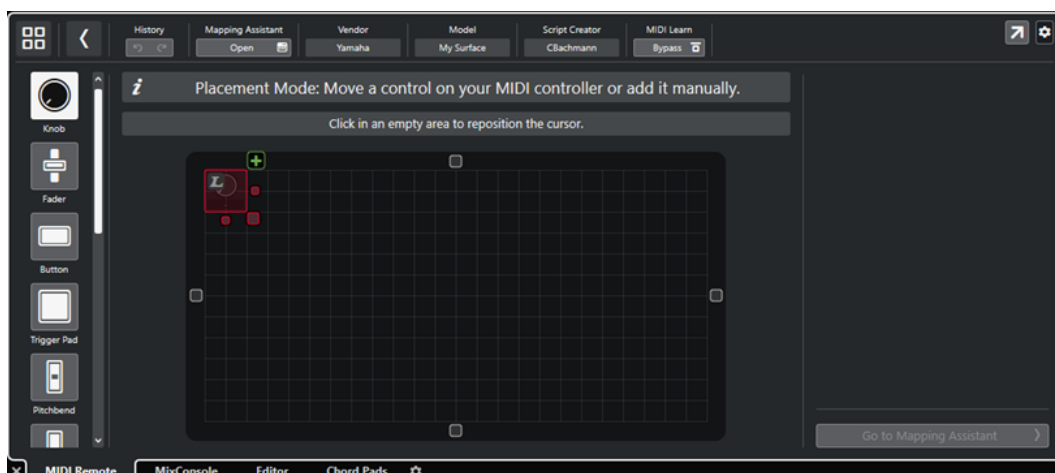 History
Mapping Assistant
Vendor
Model
Script Creator
MIDI Learn
Open
Yamaha
My Surface
CBachmann
Bypass
i Placement Mode: Move a control on your MIDI controller or add it manually.
Click in an empty area to reposition the cursor.
Knob
L
Fader
Button
Trigger Pad
Pitchbend
Go to Mapping Assistant
MIDI Remote
MixConsole
Editor
Chord Pads